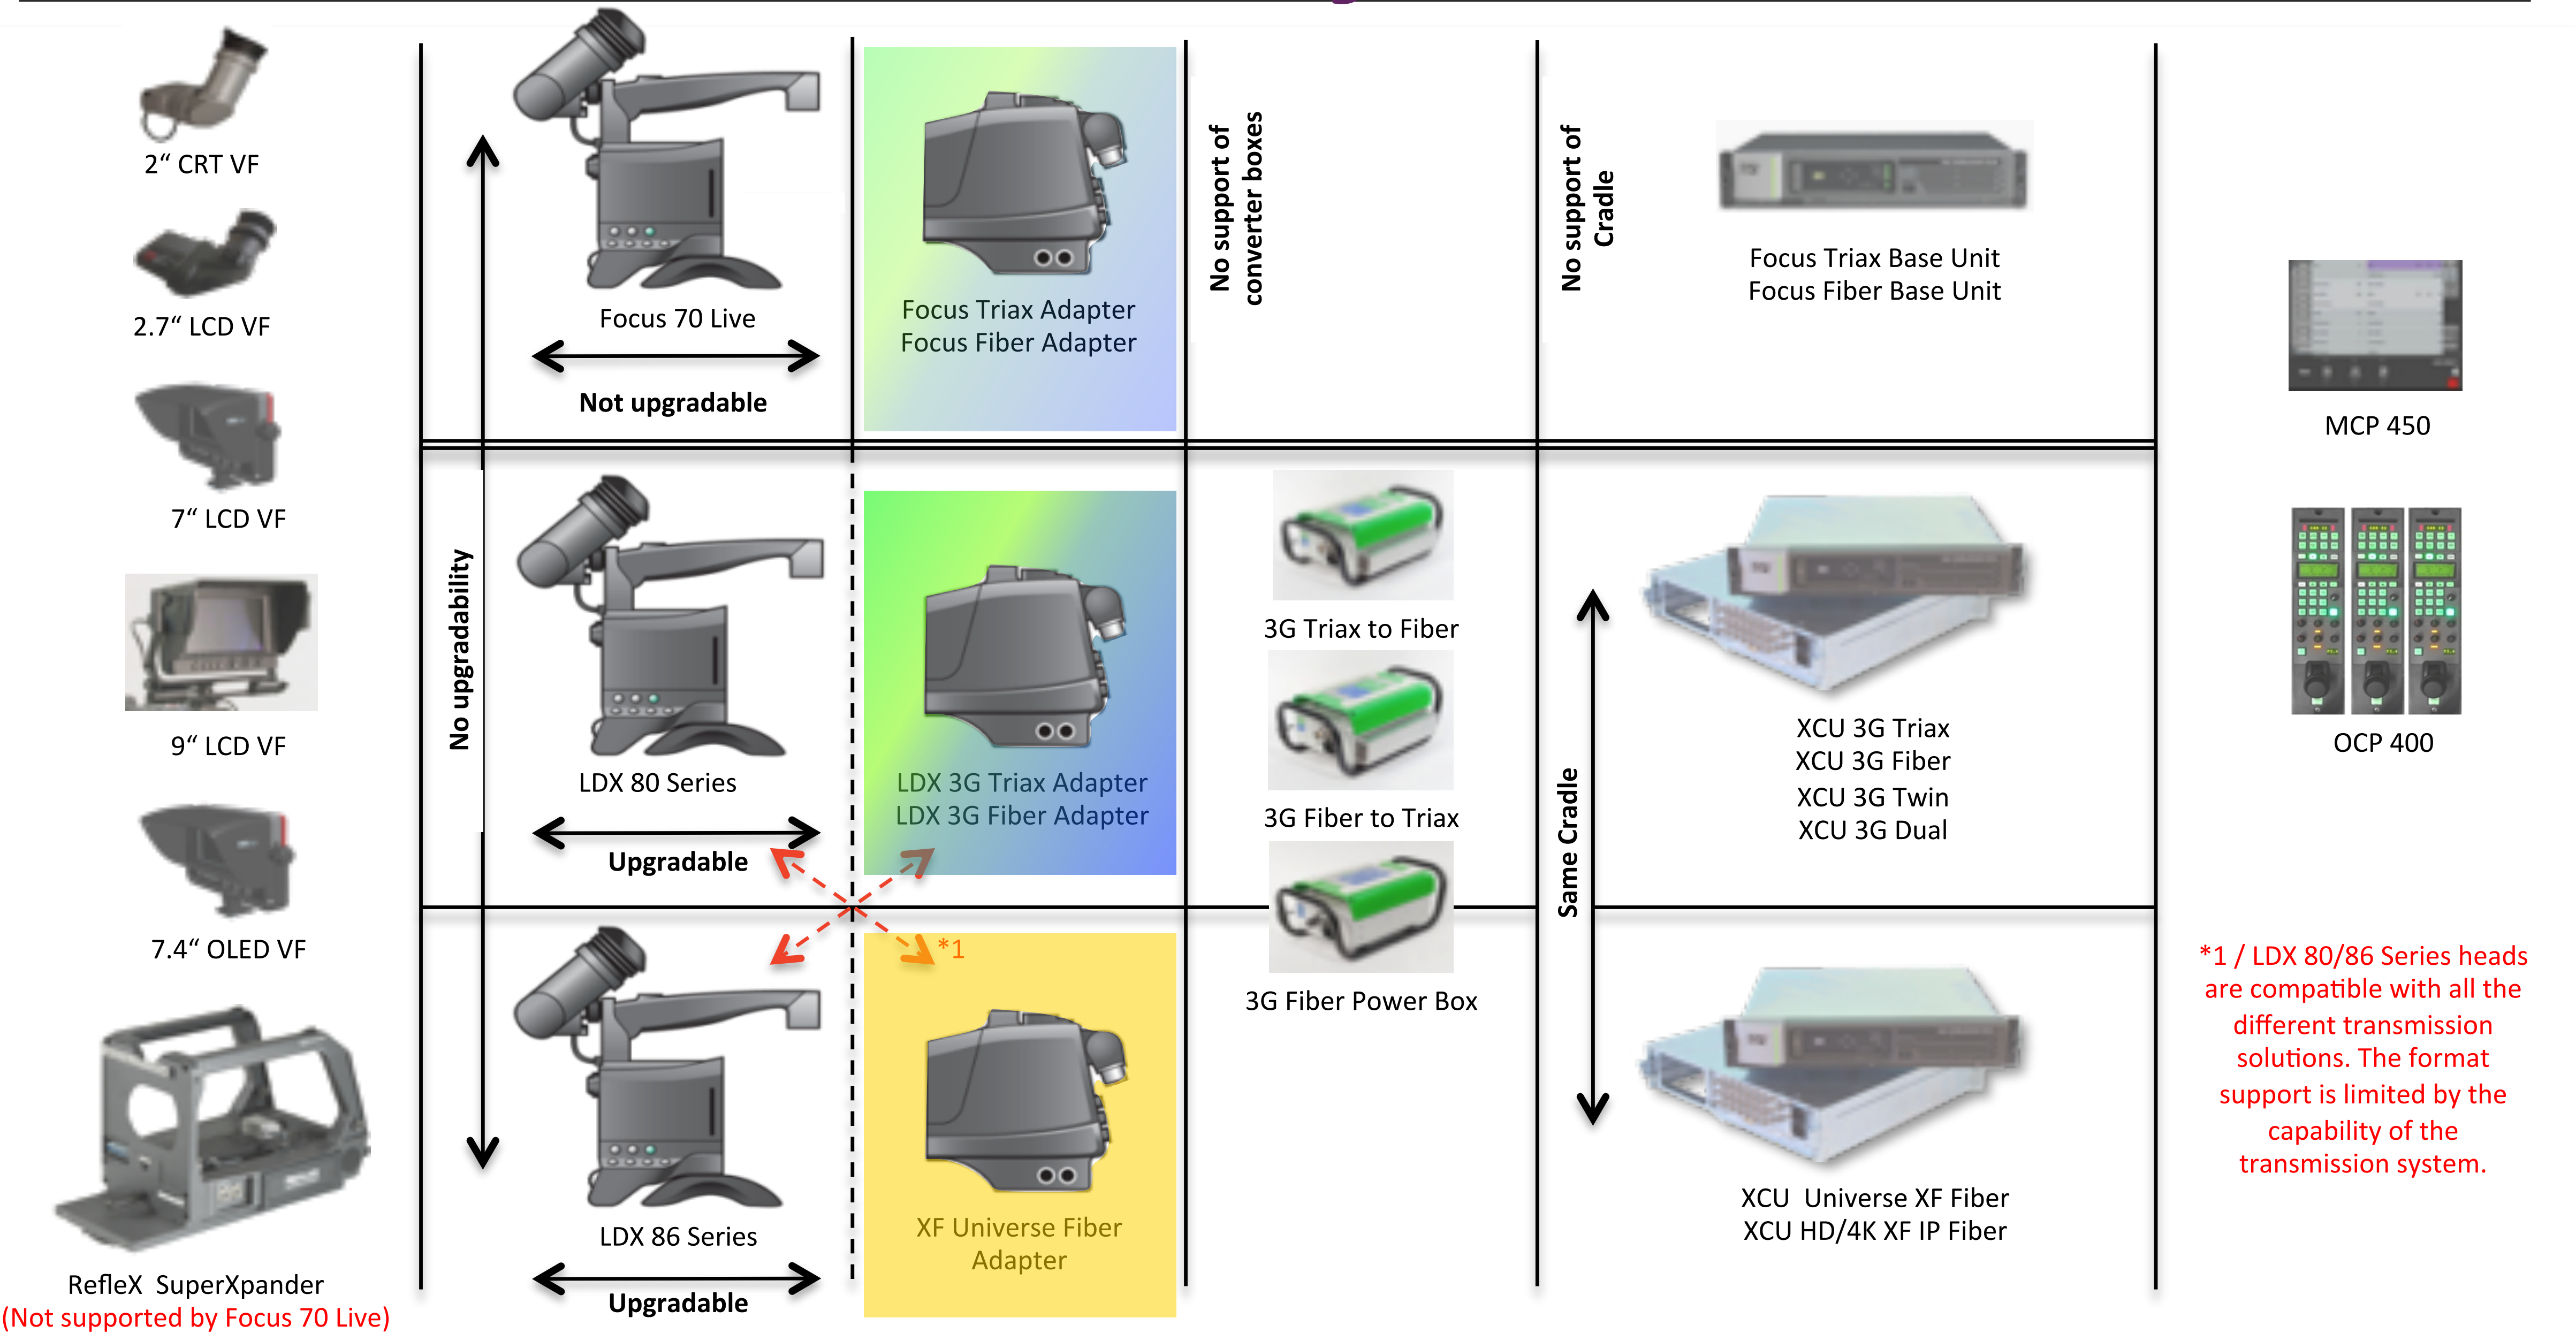 2“ CRT VF
2.7“ LCD VF
7“ LCD VF
9“ LCD VF
7.4“ OLED VF
RefleX  SuperXpander
(Not supported by Focus 70 Live)
No upgradability
Focus 70 Live
Not upgradable
LDX 80 Series
Upgradable
LDX 86 Series
Upgradable
Focus Triax Adapter
Focus Fiber Adapter
LDX 3G Triax Adapter
LDX 3G Fiber Adapter
*1
XF Universe Fiber
Adapter
No support of
converter boxes
3G Triax to Fiber
3G Fiber to Triax
3G Fiber Power Box
No support of
Cradle
Same Cradle
Focus Triax Base Unit
Focus Fiber Base Unit
XCU 3G Triax
XCU 3G Fiber
XCU 3G Twin
XCU 3G Dual
XCU  Universe XF Fiber
XCU HD/4K XF IP Fiber
MCP 450
OCP 400
*1 / LDX 80/86 Series heads
are compatible with all the
different transmission
solutions. The format
support is limited by the
capability of the
transmission system.